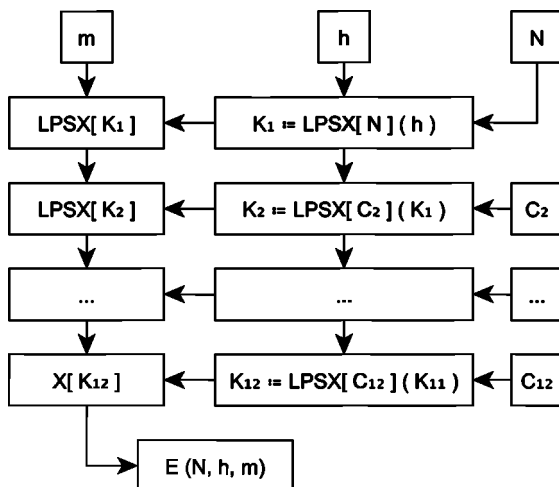 m h N
LPSX[ K₁ ] K₁ := LPSX[ N ] ( h )
LPSX[ K₂ ] K₂ := LPSX[ C₂ ] ( K₁ ) C₂
... ... ...
X[ K₁₂ ] K₁₂ := LPSX[ C₁₂ ] ( K₁₁ ) C₁₂
E (N, h, m)